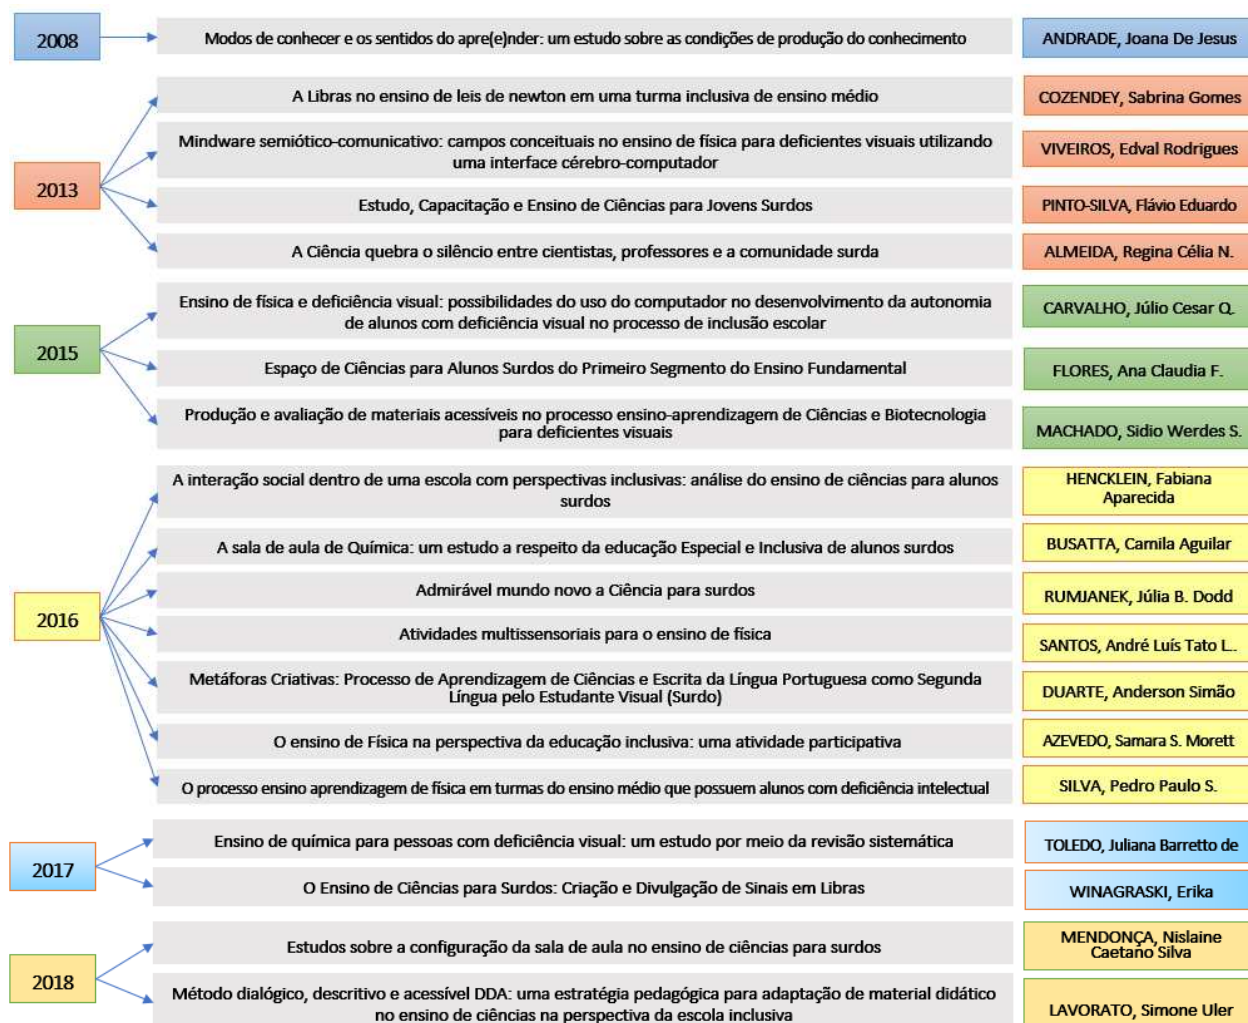 2008
Modos de conhecer e os sentidos do apre(e)nder: um estudo sobre as condições de produção do conhecimento
ANDRADE, Joana De Jesus
2013
A Libras no ensino de leis de newton em uma turma inclusiva de ensino médio
COZENDEY, Sabrina Gomes
Mindware semiótico-comunicativo: campos conceituais no ensino de física para deficientes visuais utilizando
uma interface cérebro-computador
VIVEIROS, Edval Rodrigues
Estudo, Capacitação e Ensino de Ciências para Jovens Surdos
PINTO-SILVA, Flávio Eduardo
A Ciência quebra o silêncio entre cientistas, professores e a comunidade surda
ALMEIDA, Regina Célia N.
2015
Ensino de física e deficiência visual: possibilidades do uso do computador no desenvolvimento da autonomia
de alunos com deficiência visual no processo de inclusão escolar
CARVALHO, Júlio Cesar Q.
Espaço de Ciências para Alunos Surdos do Primeiro Segmento do Ensino Fundamental
FLORES, Ana Claudia F.
Produção e avaliação de materiais acessíveis no processo ensino-aprendizagem de Ciências e Biotecnologia
para deficientes visuais
MACHADO, Sidio Werdes S.
2016
A interação social dentro de uma escola com perspectivas inclusivas: análise do ensino de ciências para alunos
surdos
HENCKLEIN, Fabiana
Aparecida
A sala de aula de Química: um estudo a respeito da educação Especial e Inclusiva de alunos surdos
BUSATTA, Camila Aguilar
Admirável mundo novo a Ciência para surdos
RUMJANEK, Júlia B. Dodd
Atividades multissensoriais para o ensino de física
SANTOS, André Luís Tato L..
Metáforas Criativas: Processo de Aprendizagem de Ciências e Escrita da Língua Portuguesa como Segunda
Língua pelo Estudante Visual (Surdo)
DUARTE, Anderson Simão
O ensino de Física na perspectiva da educação inclusiva: uma atividade participativa
AZEVEDO, Samara S. Morett
O processo ensino aprendizagem de física em turmas do ensino médio que possuem alunos com deficiência intelectual
SILVA, Pedro Paulo S.
2017
Ensino de química para pessoas com deficiência visual: um estudo por meio da revisão sistemática
TOLEDO, Juliana Barretto de
O Ensino de Ciências para Surdos: Criação e Divulgação de Sinais em Libras
WINAGRASKI, Erika
2018
Estudos sobre a configuração da sala de aula no ensino de ciências para surdos
MENDONÇA, Nislaine
Caetano Silva
Método dialógico, descritivo e acessível DDA: uma estratégia pedagógica para adaptação de material didático
no ensino de ciências na perspectiva da escola inclusiva
LAVORATO, Simone Uler